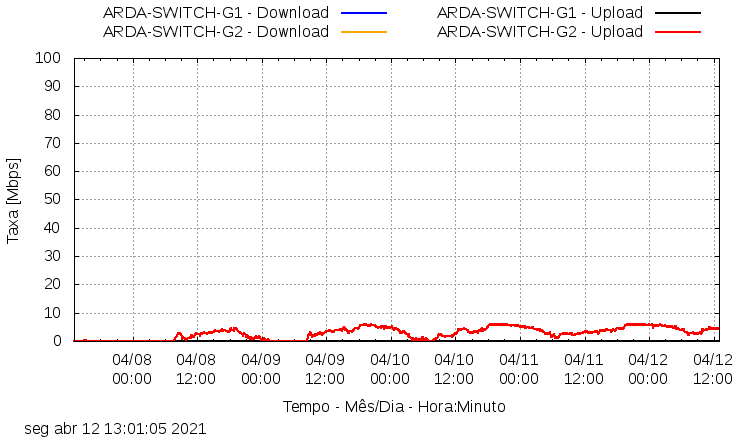 ARDA-SWITCH-G1 - Download ARDA-SWITCH-G1 - Upload
ARDA-SWITCH-G2 - Download ARDA-SWITCH-G2 - Upload
100
90
80
70
60
50
40
30
20
10
0
Taxa [Mbps]
04/08 04/08 04/09 04/09 04/10 04/10 04/11 04/11 04/12 04/12
00:00 12:00 00:00 12:00 00:00 12:00 00:00 12:00 00:00 12:00
Tempo - Mês/Dia - Hora:Minuto
seg abr 12 13:01:05 2021